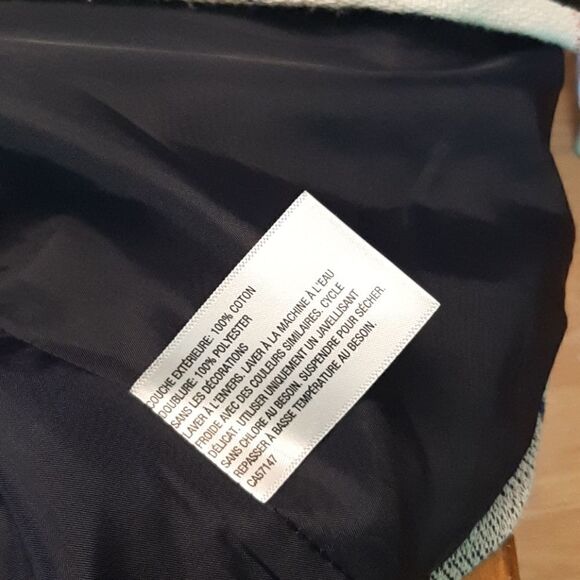 COUCHE EXTÉRIEURE: 100% COTON
DOUBLURE: 100% POLYESTER
SANS LES DÉCORATIONS
LAVER À L'ENVERS. LAVER À LA MACHINE À L'EAU
FROIDE AVEC DES COULEURS SIMILAIRES. CYCLE
DÉLICAT. UTILISER UNIQUEMENT UN JAVELLISANT
SANS CHLORE AU BESOIN. SUSPENDRE POUR SÉCHER.
REPASSER À BASSE TEMPÉRATURE AU BESOIN.
CA57147